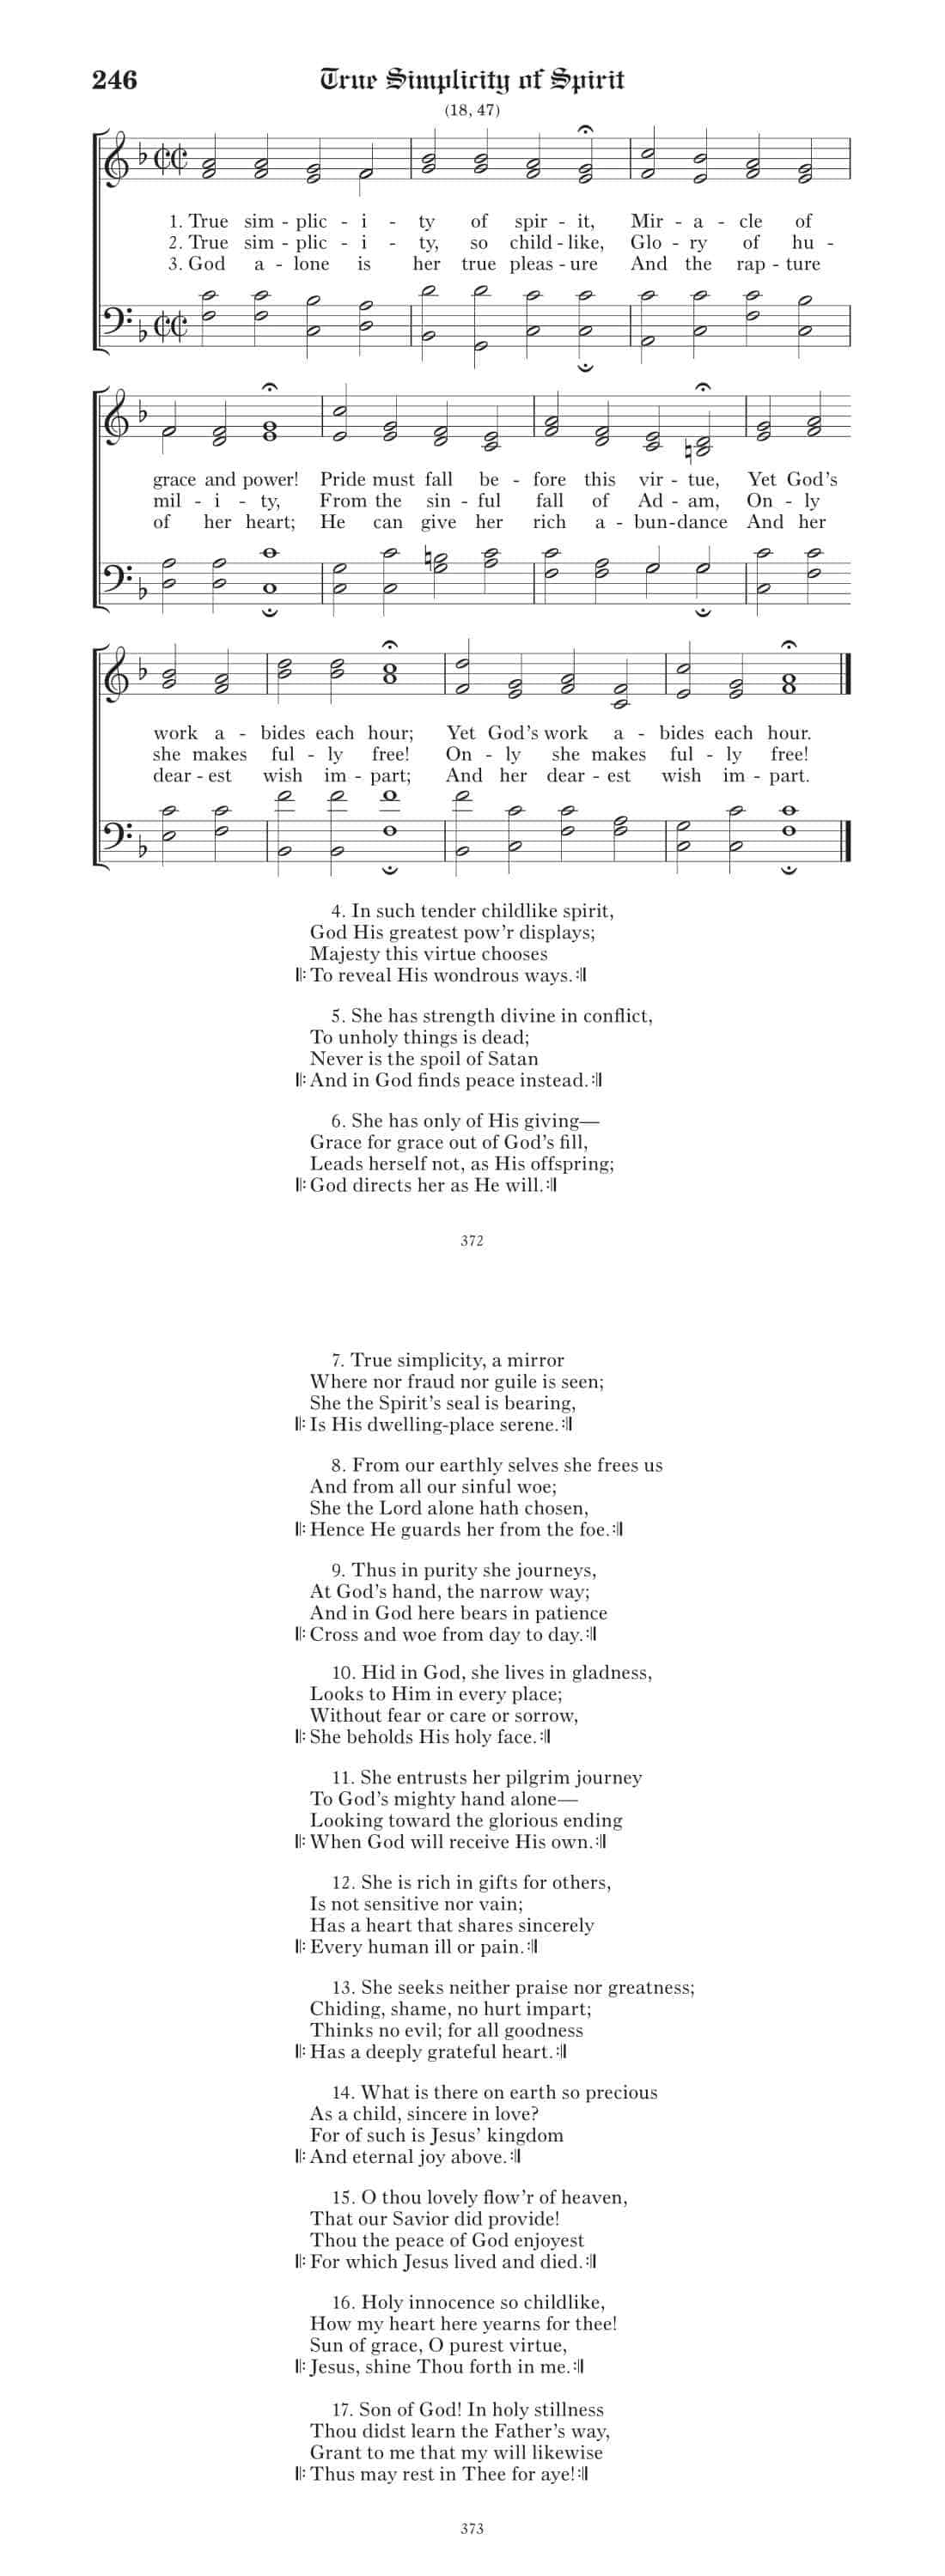 246 True Simplicity of Spirit
(18, 47)
1. True sim - plic - i - ty of spir - it, Mir - a - cle of
2. True sim - plic - i - ty, so child - like, Glo - ry of hu -
3. God a - lone is her true pleas - ure And the rap - ture
grace and power! Pride must fall be - fore this vir - tue, Yet God's
mil - i - ty, From the sin - ful fall of Ad - am, On - ly
of her heart; He can give her rich a - bun-dance And her
work a - bides each hour; Yet God's work a - bides each hour.
she makes ful - ly free! On - ly she makes ful - ly free!
dear - est wish im - part; And her dear - est wish im - part.
4. In such tender childlike spirit,
God His greatest pow'r displays;
Majesty this virtue chooses
𝄆 To reveal His wondrous ways. 𝄇
5. She has strength divine in conflict,
To unholy things is dead;
Never is the spoil of Satan
𝄆 And in God finds peace instead. 𝄇
6. She has only of His giving—
Grace for grace out of God's fill,
Leads herself not, as His offspring;
𝄆 God directs her as He will. 𝄇
372
7. True simplicity, a mirror
Where nor fraud nor guile is seen;
She the Spirit's seal is bearing,
𝄆 Is His dwelling-place serene. 𝄇
8. From our earthly selves she frees us
And from all our sinful woe;
She the Lord alone hath chosen,
𝄆 Hence He guards her from the foe. 𝄇
9. Thus in purity she journeys,
At God's hand, the narrow way;
And in God here bears in patience
𝄆 Cross and woe from day to day. 𝄇
10. Hid in God, she lives in gladness,
Looks to Him in every place;
Without fear or care or sorrow,
𝄆 She beholds His holy face. 𝄇
11. She entrusts her pilgrim journey
To God's mighty hand alone—
Looking toward the glorious ending
𝄆 When God will receive His own. 𝄇
12. She is rich in gifts for others,
Is not sensitive nor vain;
Has a heart that shares sincerely
𝄆 Every human ill or pain. 𝄇
13. She seeks neither praise nor greatness;
Chiding, shame, no hurt impart;
Thinks no evil; for all goodness
𝄆 Has a deeply grateful heart. 𝄇
14. What is there on earth so precious
As a child, sincere in love?
For of such is Jesus' kingdom
𝄆 And eternal joy above. 𝄇
15. O thou lovely flow'r of heaven,
That our Savior did provide!
Thou the peace of God enjoyest
𝄆 For which Jesus lived and died. 𝄇
16. Holy innocence so childlike,
How my heart here yearns for thee!
Sun of grace, O purest virtue,
𝄆 Jesus, shine Thou forth in me. 𝄇
17. Son of God! In holy stillness
Thou didst learn the Father's way,
Grant to me that my will likewise
𝄆 Thus may rest in Thee for aye! 𝄇
373